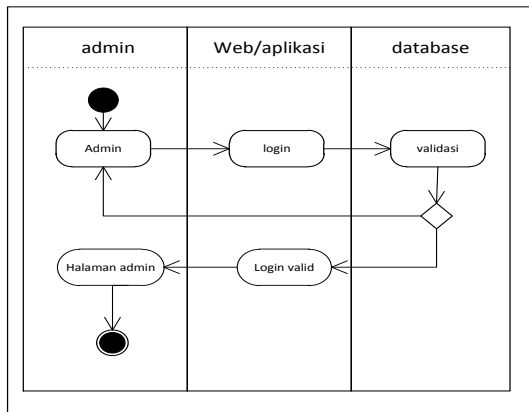 admin
Web/aplikasi
database
Admin
login
validasi
Halaman admin
Login valid